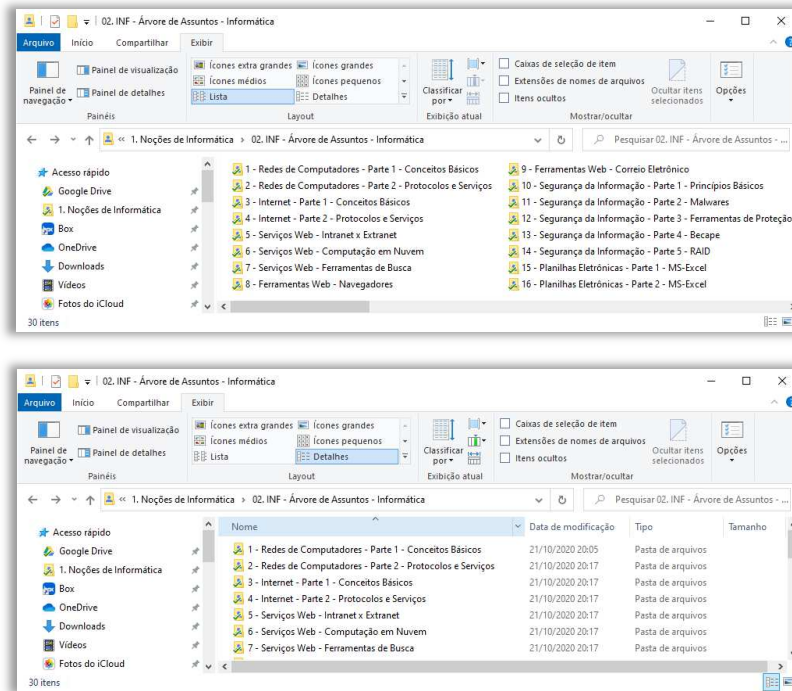 02. INF - Árvore de Assuntos - Informática
Arquivo Início Compartilhar Exibir
Painel de navegação
Painel de visualização
Painel de detalhes
Painéis
Ícones extra grandes Ícones grandes
Ícones médios Ícones pequenos
Lista Detalhes
Layout
Classificar por
Exibição atual
Caixas de seleção de item
Extensões de nomes de arquivos
Itens ocultos
Ocultar itens selecionados
Mostrar/ocultar
Opções
« 1. Noções de Informática › 02. INF - Árvore de Assuntos - Informática
Pesquisar 02. INF - Árvore de Assuntos - ...
Acesso rápido
Google Drive
1. Noções de Informática
Box
OneDrive
Downloads
Vídeos
Fotos do iCloud
1 - Redes de Computadores - Parte 1 - Conceitos Básicos
2 - Redes de Computadores - Parte 2 - Protocolos e Serviços
3 - Internet - Parte 1 - Conceitos Básicos
4 - Internet - Parte 2 - Protocolos e Serviços
5 - Serviços Web - Intranet x Extranet
6 - Serviços Web - Computação em Nuvem
7 - Serviços Web - Ferramentas de Busca
8 - Ferramentas Web - Navegadores
9 - Ferramentas Web - Correio Eletrônico
10 - Segurança da Informação - Parte 1 - Princípios Básicos
11 - Segurança da Informação - Parte 2 - Malwares
12 - Segurança da Informação - Parte 3 - Ferramentas de Proteção
13 - Segurança da Informação - Parte 4 - Becape
14 - Segurança da Informação - Parte 5 - RAID
15 - Planilhas Eletrônicas - Parte 1 - MS-Excel
16 - Planilhas Eletrônicas - Parte 2 - MS-Excel
30 itens
02. INF - Árvore de Assuntos - Informática
Arquivo Início Compartilhar Exibir
Painel de navegação
Painel de visualização
Painel de detalhes
Painéis
Ícones extra grandes Ícones grandes
Ícones médios Ícones pequenos
Lista Detalhes
Layout
Classificar por
Exibição atual
Caixas de seleção de item
Extensões de nomes de arquivos
Itens ocultos
Ocultar itens selecionados
Mostrar/ocultar
Opções
« 1. Noções de Informática › 02. INF - Árvore de Assuntos - Informática
Pesquisar 02. INF - Árvore de Assuntos - ...
Acesso rápido
Google Drive
1. Noções de Informática
Box
OneDrive
Downloads
Vídeos
Fotos do iCloud
Nome Data de modificação Tipo Tamanho
1 - Redes de Computadores - Parte 1 - Conceitos Básicos 21/10/2020 20:05 Pasta de arquivos
2 - Redes de Computadores - Parte 2 - Protocolos e Serviços 21/10/2020 20:17 Pasta de arquivos
3 - Internet - Parte 1 - Conceitos Básicos 21/10/2020 20:17 Pasta de arquivos
4 - Internet - Parte 2 - Protocolos e Serviços 21/10/2020 20:17 Pasta de arquivos
5 - Serviços Web - Intranet x Extranet 21/10/2020 20:17 Pasta de arquivos
6 - Serviços Web - Computação em Nuvem 21/10/2020 20:17 Pasta de arquivos
7 - Serviços Web - Ferramentas de Busca 21/10/2020 20:17 Pasta de arquivos
30 itens